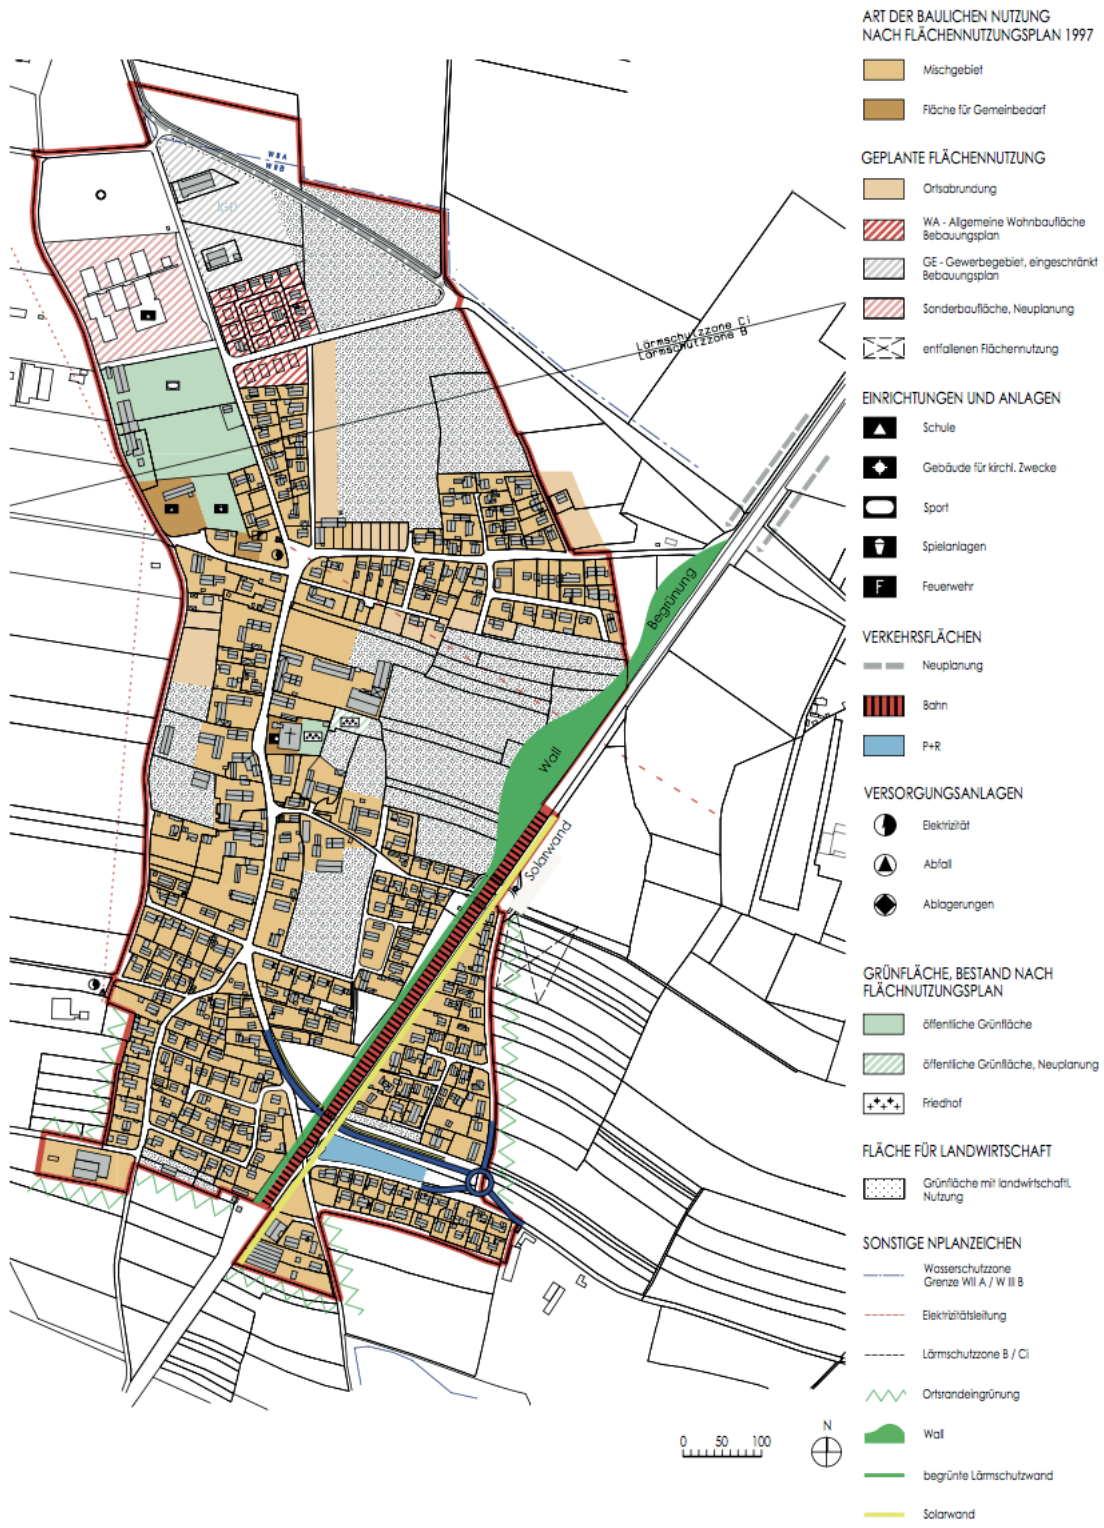 ART DER BAULICHEN NUTZUNG
NACH FLÄCHENNUTZUNGSPLAN 1997
Mischgebiet
Fläche für Gemeinbedarf
GEPLANTE FLÄCHENNUTZUNG
Ortsabrundung
WA - Allgemeine Wohnbaufläche
Bebauungsplan
GE - Gewerbegebiet, eingeschränkt
Bebauungsplan
Sonderbaufläche, Neuplanung
entfallenen Flächennutzung
EINRICHTUNGEN UND ANLAGEN
Schule
Gebäude für kirchl. Zwecke
Sport
Spielanlagen
F
Feuerwehr
VERKEHRSFLÄCHEN
Neuplanung
Bahn
P+R
VERSORGUNGSANLAGEN
Elektrizität
Abfall
Ablagerungen
GRÜNFLÄCHE, BESTAND NACH
FLÄCHNUTZUNGSPLAN
öffentliche Grünfläche
öffentliche Grünfläche, Neuplanung
Friedhof
FLÄCHE FÜR LANDWIRTSCHAFT
Grünfläche mit landwirtschaftl.
Nutzung
SONSTIGE NPLANZEICHEN
Wasserschutzzone
Grenze WII A / W III B
Elektrizitätsleitung
Lärmschutzzone B / Ci
Ortsrandeingrünung
Wall
begrünte Lärmschutzwand
Solarwand
Lärmschutzzone Ci
Lärmschutzzone B
Begrünung
Wall
Solarwand
0 50 100
N